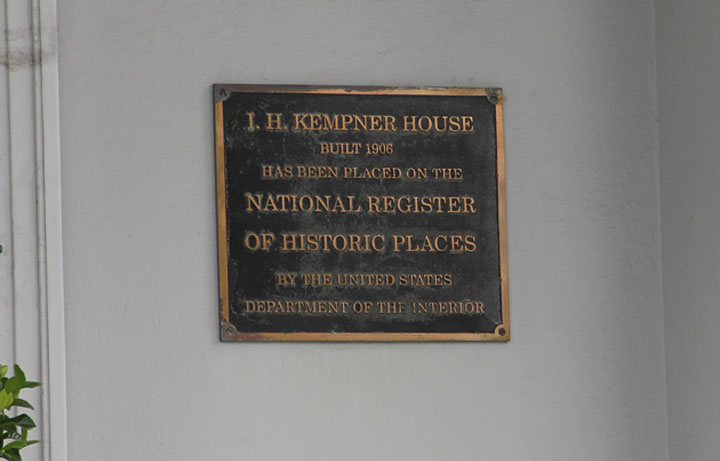 I. H. KEMPNER HOUSE
BUILT 1906
HAS BEEN PLACED ON THE
NATIONAL REGISTER
OF HISTORIC PLACES
BY THE UNITED STATES
DEPARTMENT OF THE INTERIOR